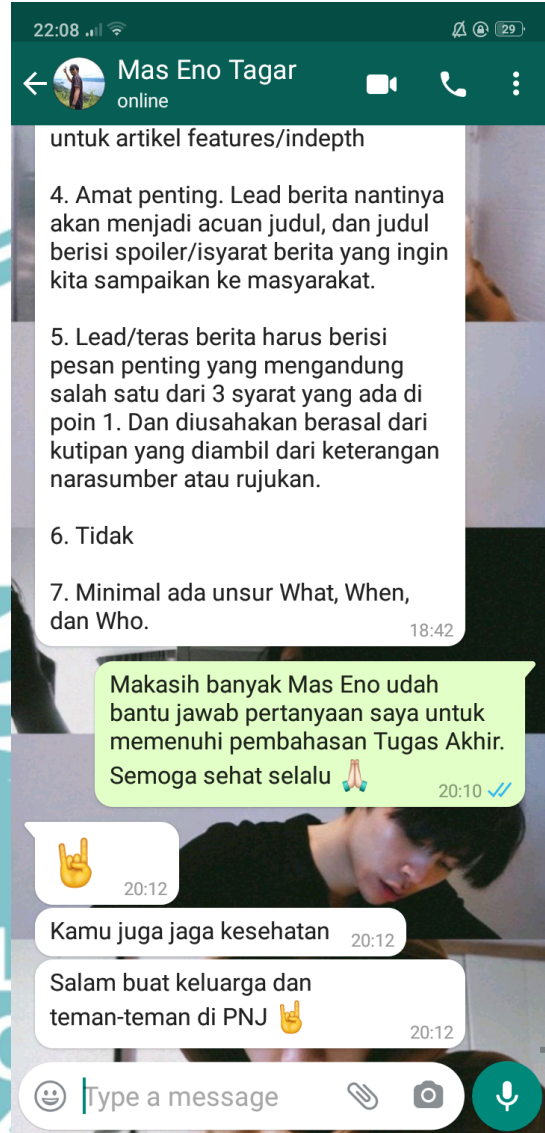 22:08
29
Mas Eno Tagar
online
untuk artikel features/indepth
4. Amat penting. Lead berita nantinya
akan menjadi acuan judul, dan judul
berisi spoiler/isyarat berita yang ingin
kita sampaikan ke masyarakat.
5. Lead/teras berita harus berisi
pesan penting yang mengandung
salah satu dari 3 syarat yang ada di
poin 1. Dan diusahakan berasal dari
kutipan yang diambil dari keterangan
narasumber atau rujukan.
6. Tidak
7. Minimal ada unsur What, When,
dan Who.
18:42
Makasih banyak Mas Eno udah
bantu jawab pertanyaan saya untuk
memenuhi pembahasan Tugas Akhir.
Semoga sehat selalu 🙏🏻
20:10
🤘
20:12
Kamu juga jaga kesehatan
20:12
Salam buat keluarga dan
teman-teman di PNJ 🤘
20:12
Type a message